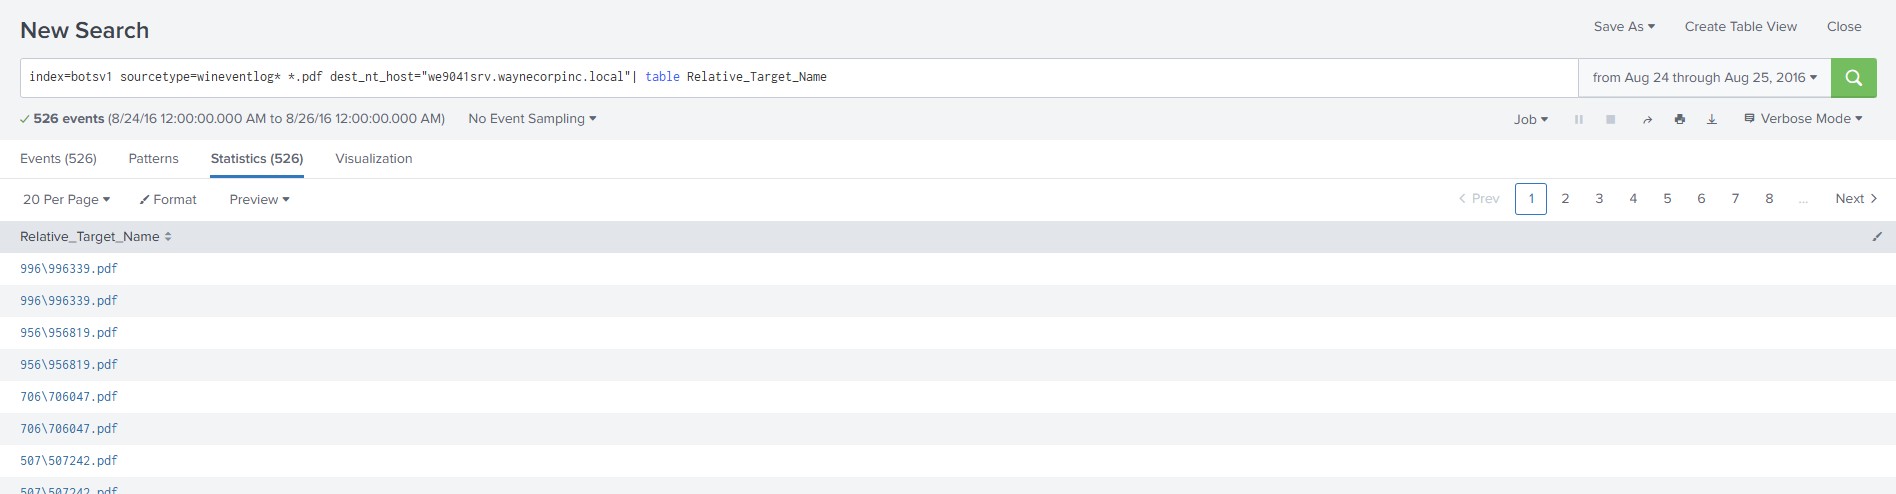 New Search
Save As Create Table View Close
index=botsv1 sourcetype=wineventlog* *.pdf dest_nt_host="we9041srv.waynecorpinc.local"| table Relative_Target_Name
from Aug 24 through Aug 25, 2016
526 events (8/24/16 12:00:00.000 AM to 8/26/16 12:00:00.000 AM) No Event Sampling
Job Verbose Mode
Events (526) Patterns Statistics (526) Visualization
20 Per Page Format Preview
Prev 1 2 3 4 5 6 7 8 ... Next
Relative_Target_Name
996\996339.pdf
996\996339.pdf
956\956819.pdf
956\956819.pdf
706\706047.pdf
706\706047.pdf
507\507242.pdf
507\507242.pdf